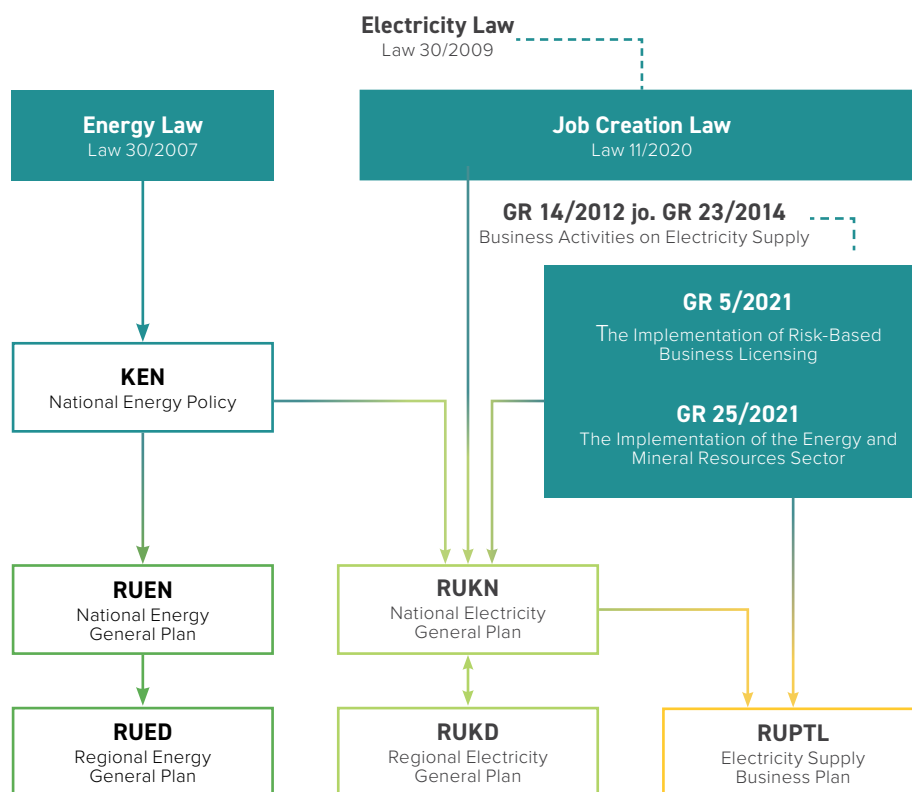 Electricity Law
Law 30/2009
Energy Law
Law 30/2007
Job Creation Law
Law 11/2020
GR 14/2012 jo. GR 23/2014
Business Activities on Electricity Supply
GR 5/2021
The Implementation of Risk-Based
Business Licensing
GR 25/2021
The Implementation of the Energy and
Mineral Resources Sector
KEN
National Energy Policy
RUEN
National Energy
General Plan
RUKN
National Electricity
General Plan
RUED
Regional Energy
General Plan
RUKD
Regional Electricity
General Plan
RUPTL
Electricity Supply
Business Plan